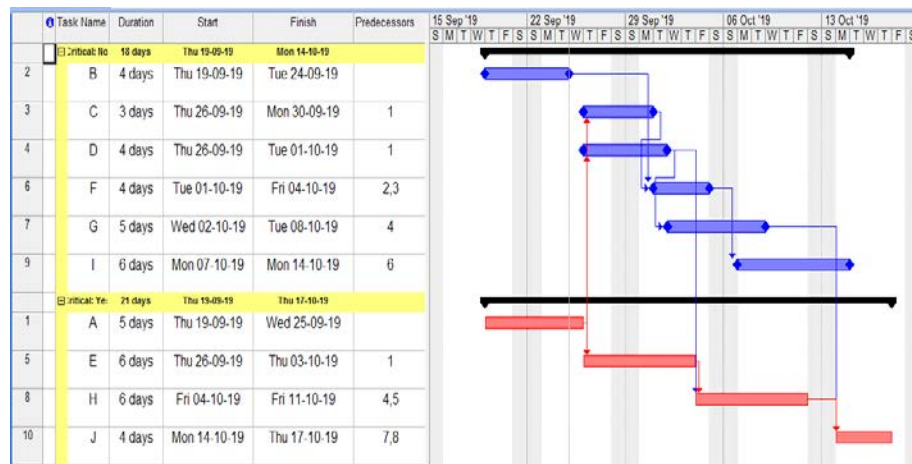 Task Name Duration Start Finish Predecessors 15 Sep '19 22 Sep '19 29 Sep '19 06 Oct '19 13 Oct '19
S M T W T F S S M T W T F S S M T W T F S S M T W T F S S M T W T F S
Critical: No 18 days Thu 19-09-19 Mon 14-10-19
2 B 4 days Thu 19-09-19 Tue 24-09-19
3 C 3 days Thu 26-09-19 Mon 30-09-19 1
4 D 4 days Thu 26-09-19 Tue 01-10-19 1
6 F 4 days Tue 01-10-19 Fri 04-10-19 2,3
7 G 5 days Wed 02-10-19 Tue 08-10-19 4
9 I 6 days Mon 07-10-19 Mon 14-10-19 6
ritical: Ye: 21 days Thu 19-09-19 Thu 17-10-19
1 A 5 days Thu 19-09-19 Wed 25-09-19
5 E 6 days Thu 26-09-19 Thu 03-10-19 1
8 H 6 days Fri 04-10-19 Fri 11-10-19 4,5
10 J 4 days Mon 14-10-19 Thu 17-10-19 7,8